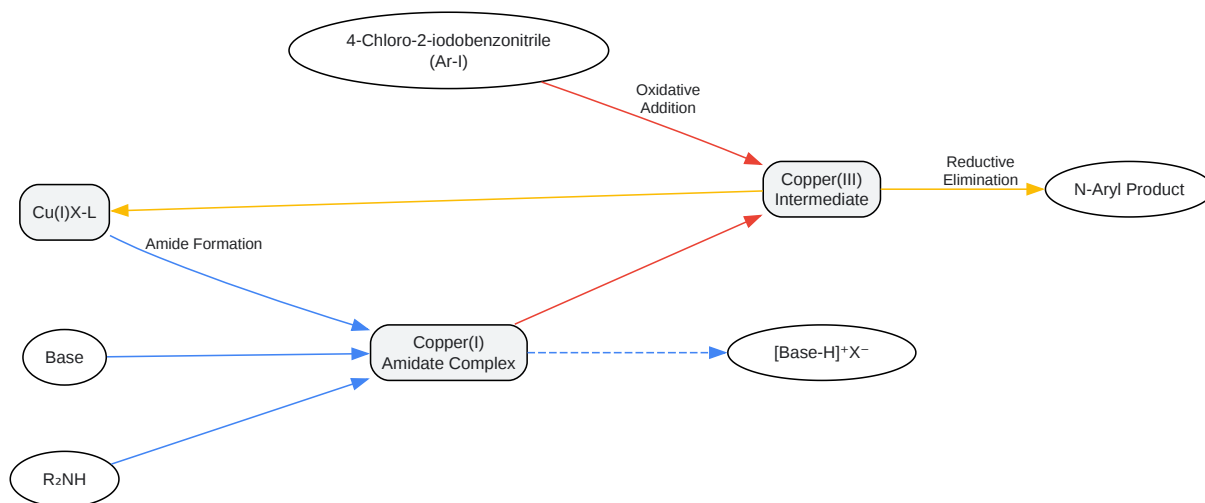 4-Chloro-2-iodobenzonitrile
(Ar-I)
Oxidative
Addition
Copper(III)
Intermediate
Reductive
Elimination
N-Aryl Product
Cu(I)X-L
Amide Formation
Base
Copper(I)
Amidate Complex
[Base-H]⁺X⁻
R₂NH